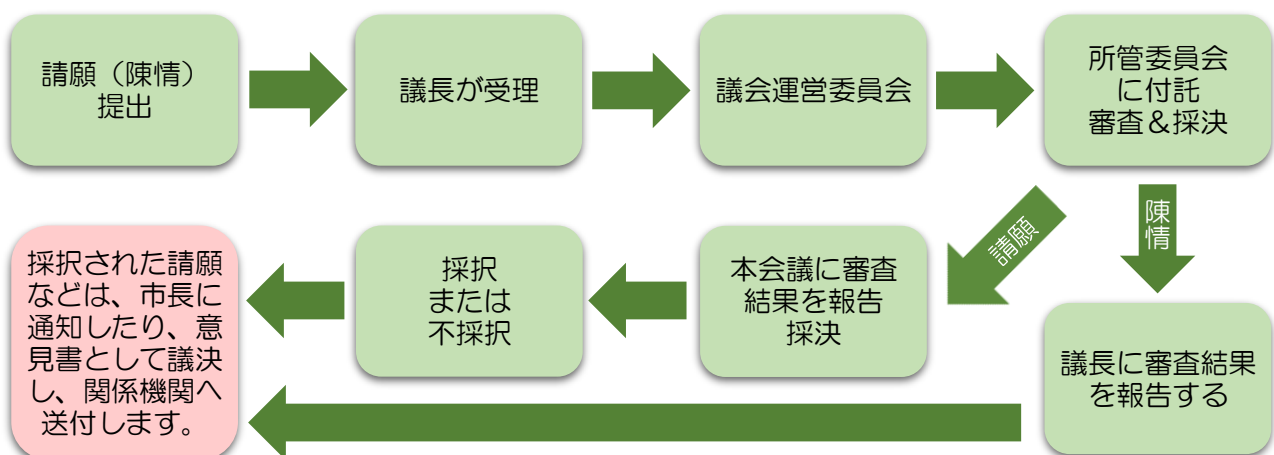 請願（陳情）
提出
議長が受理
議会運営委員会
所管委員会
に付託
審査＆採決
請願
陳情
本会議に審査
結果を報告
採決
採択
または
不採択
議長に審査結果
を報告する
採択された請願
などは、市長に
通知したり、意
見書として議決
し、関係機関へ
送付します。